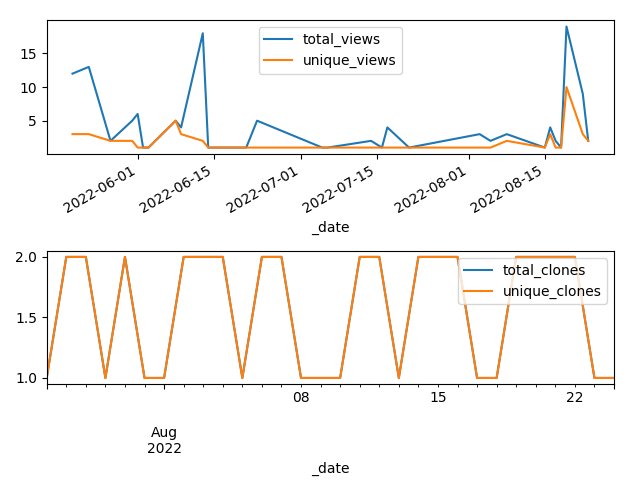 total_views
unique_views
15
10
5
2022-06-01
2022-06-15
2022-07-01
2022-07-15
2022-08-01
2022-08-15
_date
total_clones
unique_clones
2.0
1.5
1.0
08
15
22
Aug
2022
_date